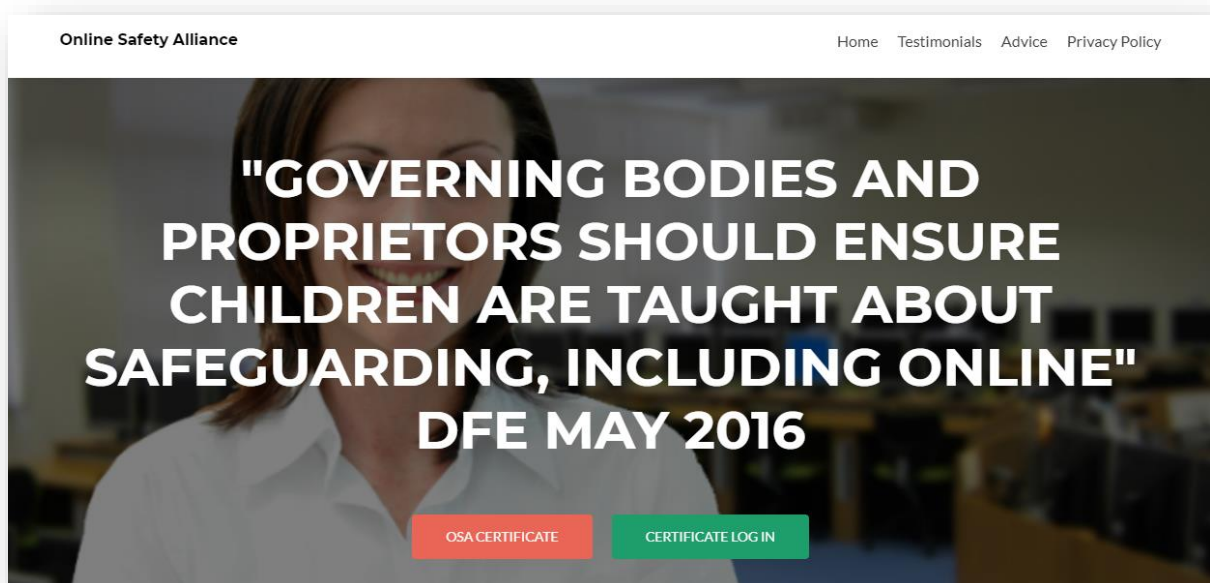 Online Safety Alliance
Home Testimonials Advice Privacy Policy
"GOVERNING BODIES AND
PROPRIETORS SHOULD ENSURE
CHILDREN ARE TAUGHT ABOUT
SAFEGUARDING, INCLUDING ONLINE"
DFE MAY 2016
OSA CERTIFICATE CERTIFICATE LOG IN